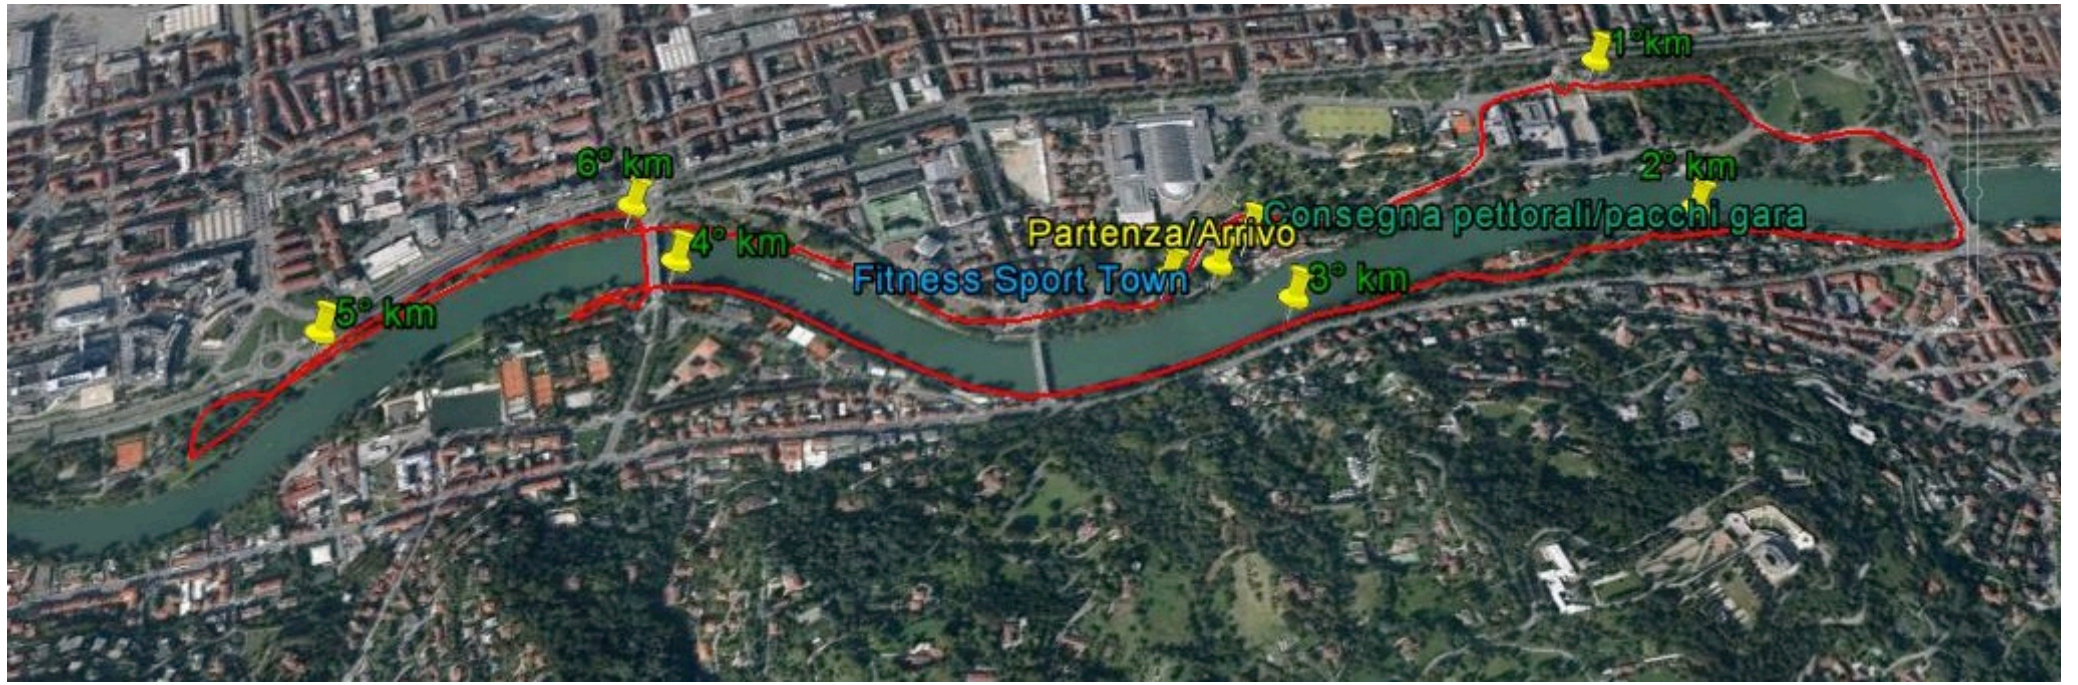 1°km
6° km
2° km
Consegna pettorali/pacchi gara
Partenza/Arrivo
4° km
Fitness Sport Town
3° km
5° km